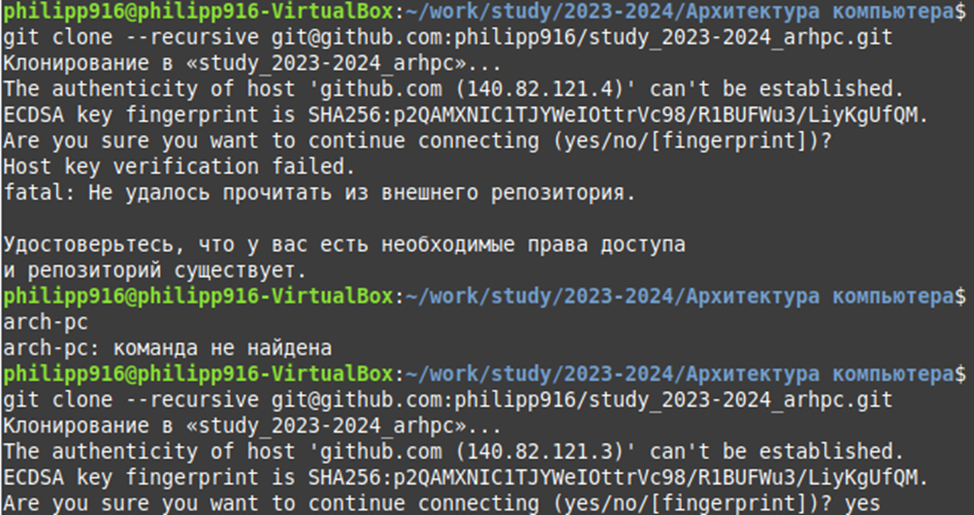 philipp916@philipp916-VirtualBox:~/work/study/2023-2024/Архитектура компьютера$
git clone --recursive git@github.com:philipp916/study_2023-2024_arhpc.git
Клонирование в «study_2023-2024_arhpc»...
The authenticity of host 'github.com (140.82.121.4)' can't be established.
ECDSA key fingerprint is SHA256:p2QAMXNIC1TJYWeIOttrVc98/R1BUFWu3/LiyKgUfQM.
Are you sure you want to continue connecting (yes/no/[fingerprint])?
Host key verification failed.
fatal: Не удалось прочитать из внешнего репозитория.

Удостоверьтесь, что у вас есть необходимые права доступа
и репозиторий существует.
philipp916@philipp916-VirtualBox:~/work/study/2023-2024/Архитектура компьютера$
arch-pc
arch-pc: команда не найдена
philipp916@philipp916-VirtualBox:~/work/study/2023-2024/Архитектура компьютера$
git clone --recursive git@github.com:philipp916/study_2023-2024_arhpc.git
Клонирование в «study_2023-2024_arhpc»...
The authenticity of host 'github.com (140.82.121.3)' can't be established.
ECDSA key fingerprint is SHA256:p2QAMXNIC1TJYWeIOttrVc98/R1BUFWu3/LiyKgUfQM.
Are you sure you want to continue connecting (yes/no/[fingerprint])? yes